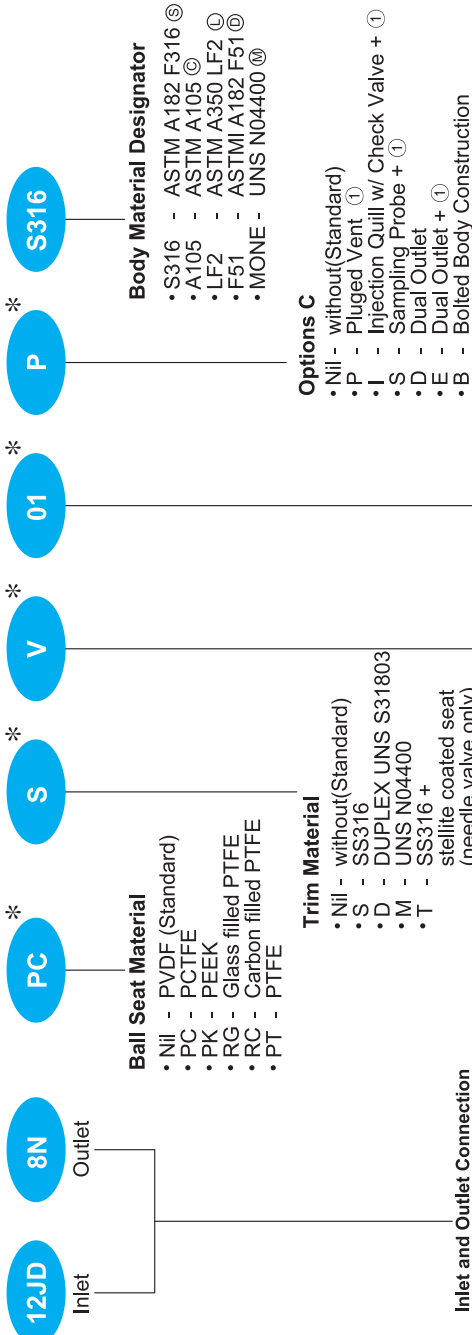 12JD
8N
PC
*
S
*
V
*
01
*
P
*
S316
Inlet
Outlet
Inlet and Outlet Connection
Ball Seat Material
• Nil - PVDF (Standard)
• PC - PCTFE
• PK - PEEK
• RG - Glass filled PTFE
• RC - Carbon filled PTFE
• PT - PTFE
Trim Material
• Nil - without(Standard)
• S - SS316
• D - DUPLEX UNS S31803
• M - UNS N04400
• T - SS316 +
stellite coated seat
(needle valve only)
Options C
• Nil - without(Standard)
• P - Pluged Vent ①
• I - Injection Quill w/ Check Valve + ①
• S - Sampling Probe + ①
• D - Dual Outlet
• E - Dual Outlet + ①
• B - Bolted Body Construction
Body Material Designator
• S316 - ASTM A182 F316 Ⓢ
• A105 - ASTM A105 Ⓒ
• LF2 - ASTM A350 LF2 Ⓛ
• F51 - ASTMI A182 F51 Ⓓ
• MONE - UNS N04400 Ⓜ